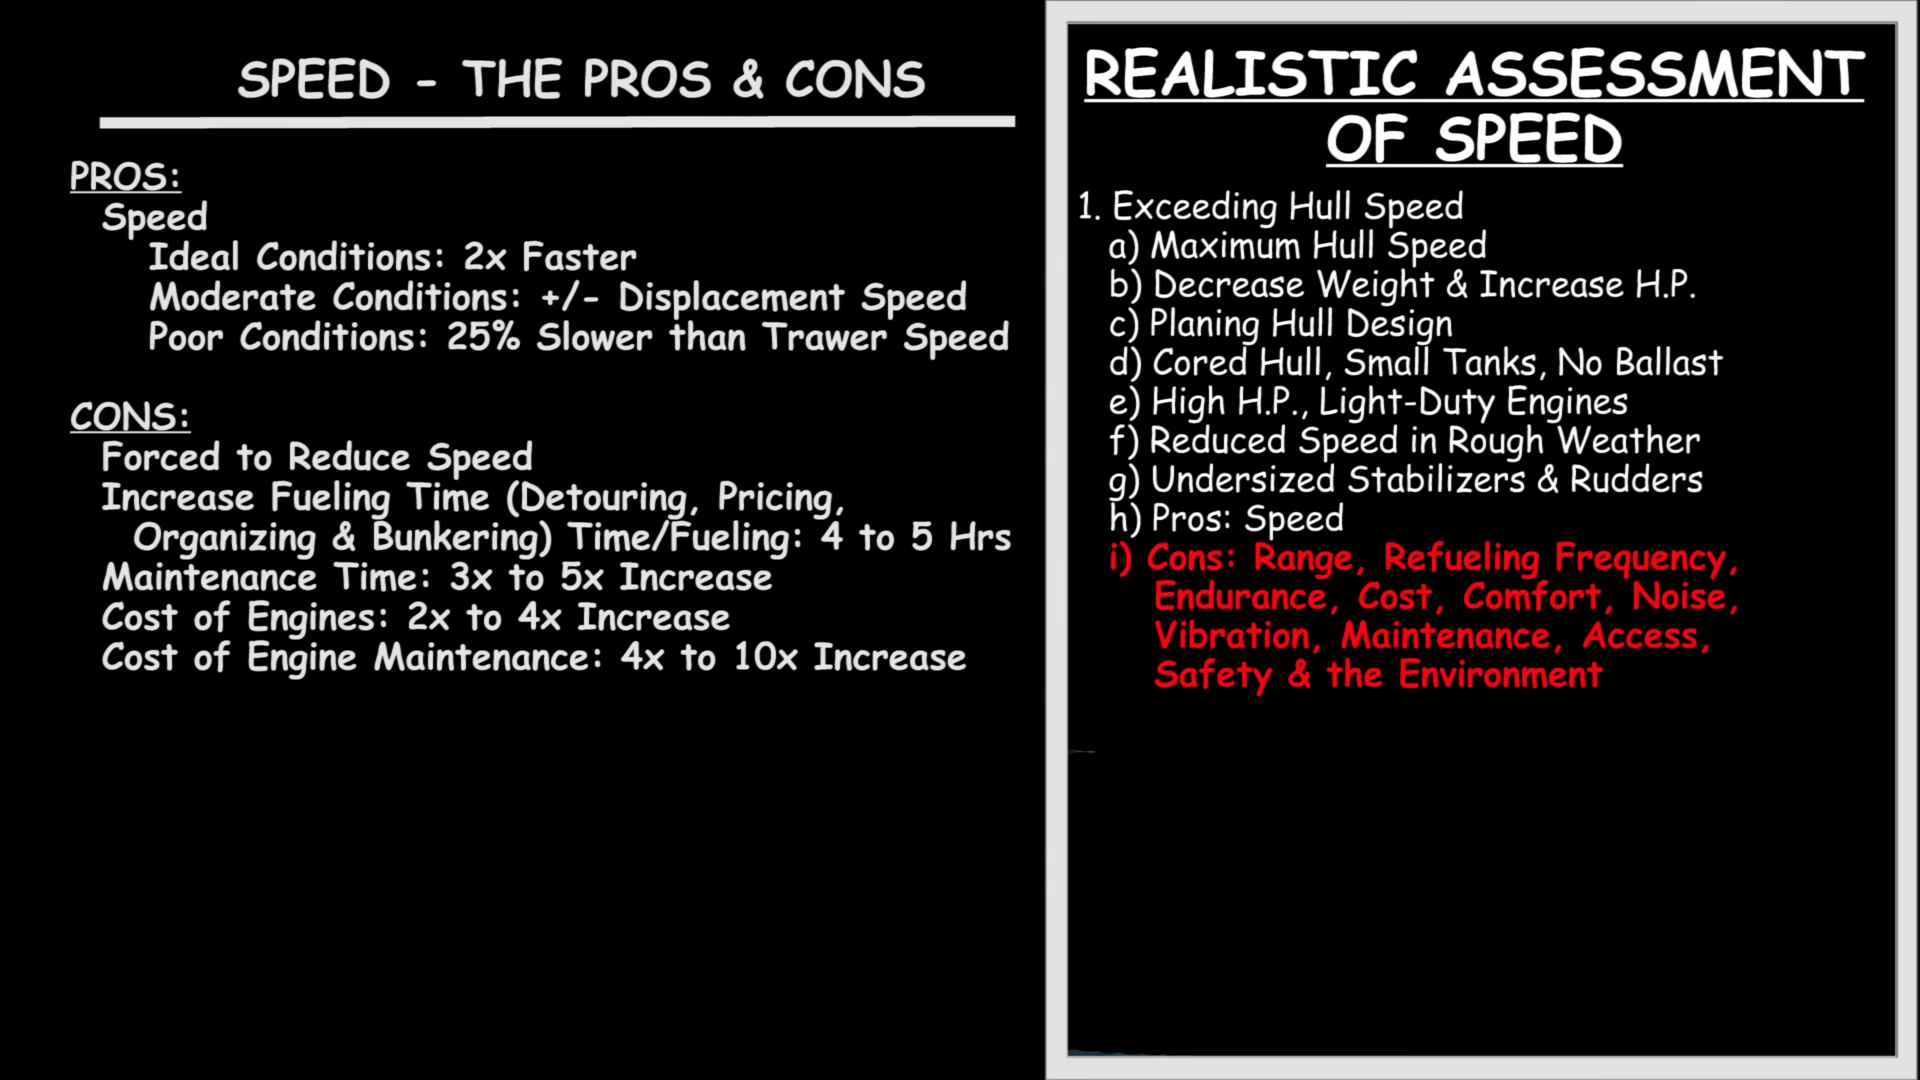 SPEED - THE PROS & CONS
PROS:
Speed
Ideal Conditions: 2x Faster
Moderate Conditions: +/- Displacement Speed
Poor Conditions: 25% Slower than Trawer Speed
CONS:
Forced to Reduce Speed
Increase Fueling Time (Detouring, Pricing,
Organizing & Bunkering) Time/Fueling: 4 to 5 Hrs
Maintenance Time: 3x to 5x Increase
Cost of Engines: 2x to 4x Increase
Cost of Engine Maintenance: 4x to 10x Increase
REALISTIC ASSESSMENT
OF SPEED
1. Exceeding Hull Speed
a) Maximum Hull Speed
b) Decrease Weight & Increase H.P.
c) Planing Hull Design
d) Cored Hull, Small Tanks, No Ballast
e) High H.P., Light-Duty Engines
f) Reduced Speed in Rough Weather
g) Undersized Stabilizers & Rudders
h) Pros: Speed
i) Cons: Range, Refueling Frequency,
Endurance, Cost, Comfort, Noise,
Vibration, Maintenance, Access,
Safety & the Environment